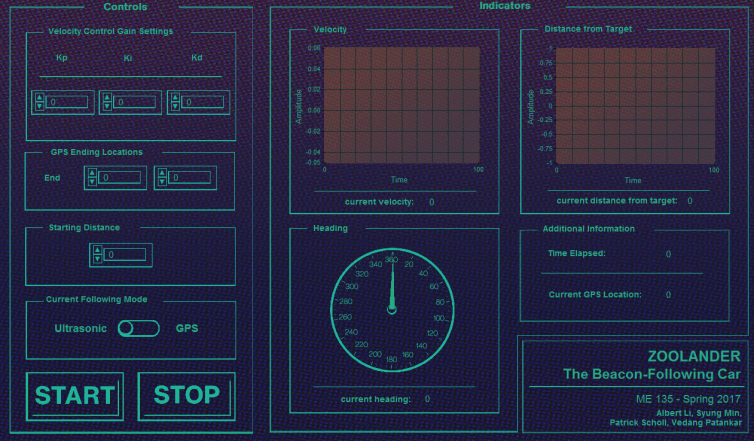 Controls
Velocity Control Gain Settings
Kp Ki Kd
0 0 0
GPS Ending Locations
End 0 0
Starting Distance
0
Current Following Mode
Ultrasonic GPS
START STOP
Indicators
Velocity
Amplitude
0.06
0.04
0.02
0.00
-0.02
-0.04
-0.05
0 100
Time
current velocity: 0
Distance from Target
Amplitude
1
0.75
0.5
0.25
0
-0.25
-0.5
-0.75
-1
0 100
Time
current distance from target: 0
Heading
360
20
40
60
80
100
120
140
160
180
200
220
240
260
280
300
320
340
current heading: 0
Additional Information
Time Elapsed: 0
Current GPS Location: 0
ZOOLANDER
The Beacon-Following Car
ME 135 - Spring 2017
Albert Li, Syung Min,
Patrick Scholl, Vedang Patankar